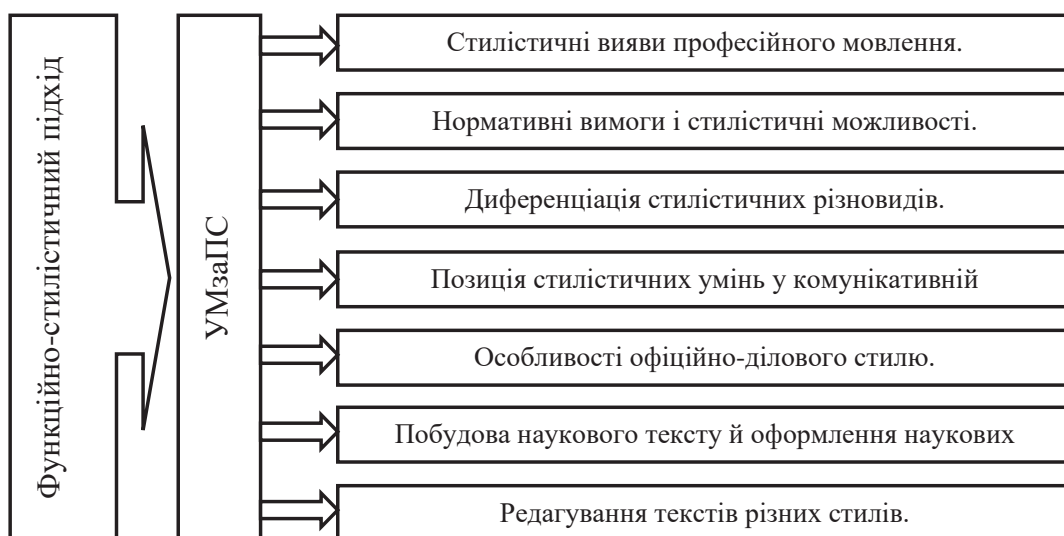 Функційно-стилістичний підхід
УМзаПС
Стилістичні вияви професійного мовлення.
Нормативні вимоги і стилістичні можливості.
Диференціація стилістичних різновидів.
Позиція стилістичних умінь у комунікативній
Особливості офіційно-ділового стилю.
Побудова наукового тексту й оформлення наукових
Редагування текстів різних стилів.